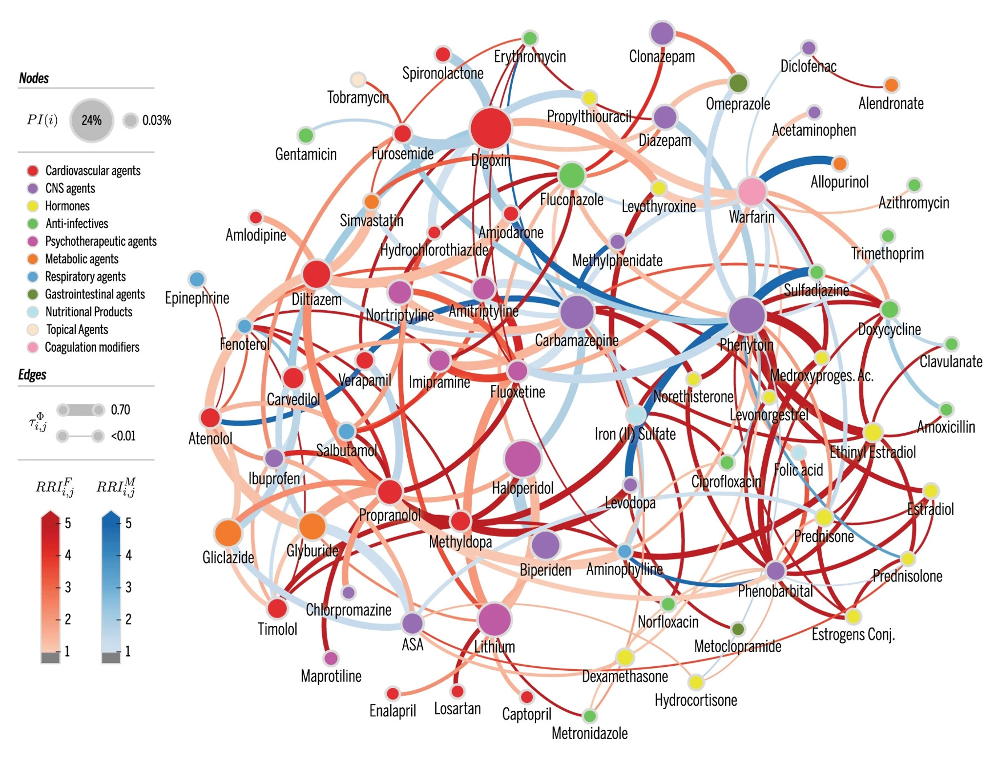 Nodes
PI(i)
24%
0.03%
Cardiovascular agents
CNS agents
Hormones
Anti-infectives
Psychotherapeutic agents
Metabolic agents
Respiratory agents
Gastrointestinal agents
Nutritional Products
Topical Agents
Coagulation modifiers
Edges
τΦi,j
0.70
<0.01
RRIFi,j
RRIMi,j
5
4
3
2
1
5
4
3
2
1
Erythromycin
Clonazepam
Diclofenac
Spironolactone
Tobramycin
Omeprazole
Alendronate
Propylthiouracil
Acetaminophen
Diazepam
Gentamicin
Furosemide
Digoxin
Allopurinol
Fluconazole
Levothyroxine
Azithromycin
Warfarin
Simvastatin
Amlodipine
Amiodarone
Hydrochlorothiazide
Trimethoprim
Methylphenidate
Sulfadiazine
Epinephrine
Diltiazem
Nortriptyline
Amitriptyline
Doxycycline
Carbamazepine
Phenytoin
Fenoterol
Clavulanate
Verapamil
Imipramine
Medroxyproges. Ac.
Fluoxetine
Norethisterone
Carvedilol
Levonorgestrel
Amoxicillin
Iron (II) Sulfate
Atenolol
Salbutamol
Ethinyl Estradiol
Folic acid
Ibuprofen
Ciprofloxacin
Haloperidol
Levodopa
Estradiol
Propranolol
Prednisone
Methyldopa
Glyburide
Gliclazide
Biperiden
Aminophylline
Prednisolone
Phenobarbital
Chlorpromazine
Norfloxacin
Timolol
Estrogens Conj.
ASA
Lithium
Metoclopramide
Maprotiline
Dexamethasone
Hydrocortisone
Enalapril
Losartan
Captopril
Metronidazole